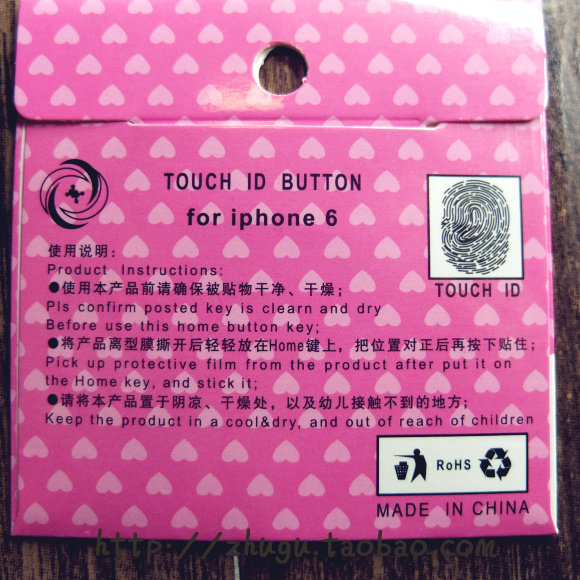 TOUCH ID BUTTON
for iphone 6
TOUCH ID
使用说明：
Product Instructions:
●使用本产品前请确保被贴物干净、干燥；
Pls confirm posted key is clearn and dry
Before use this home button key;
●将产品离型膜撕开后轻轻放在Home键上，把位置对正后再按下贴住；
Pick up protective film from the product after put it on
the Home key, and stick it;
●请将本产品置于阴凉、干燥处，以及幼儿接触不到的地方；
Keep the product in a cool&dry, and out of reach of children
RoHS
MADE IN CHINA
http://zhugu.taobao.com